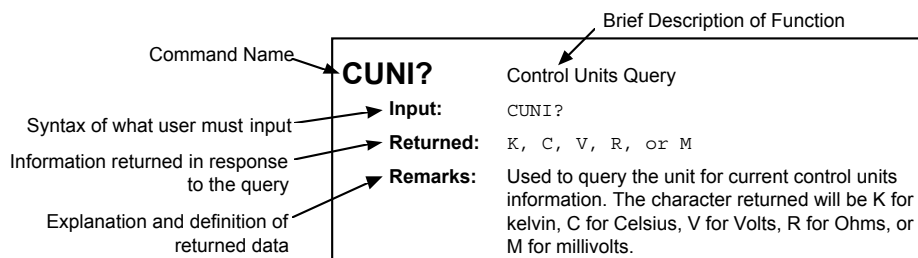 Brief Description of Function
Command Name
CUNI?
Control Units Query
Input:
CUNI?
Syntax of what user must input
Returned:
K, C, V, R, or M
Information returned in response
to the query
Remarks:
Used to query the unit for current control units
information. The character returned will be K for
kelvin, C for Celsius, V for Volts, R for Ohms, or
M for millivolts.
Explanation and definition of
returned data